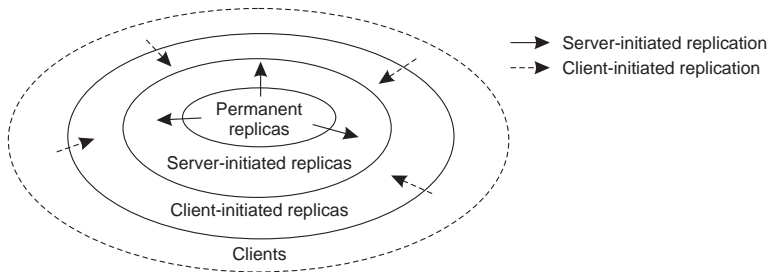 Server-initiated replication
Client-initiated replication
Permanent
replicas
Server-initiated replicas
Client-initiated replicas
Clients